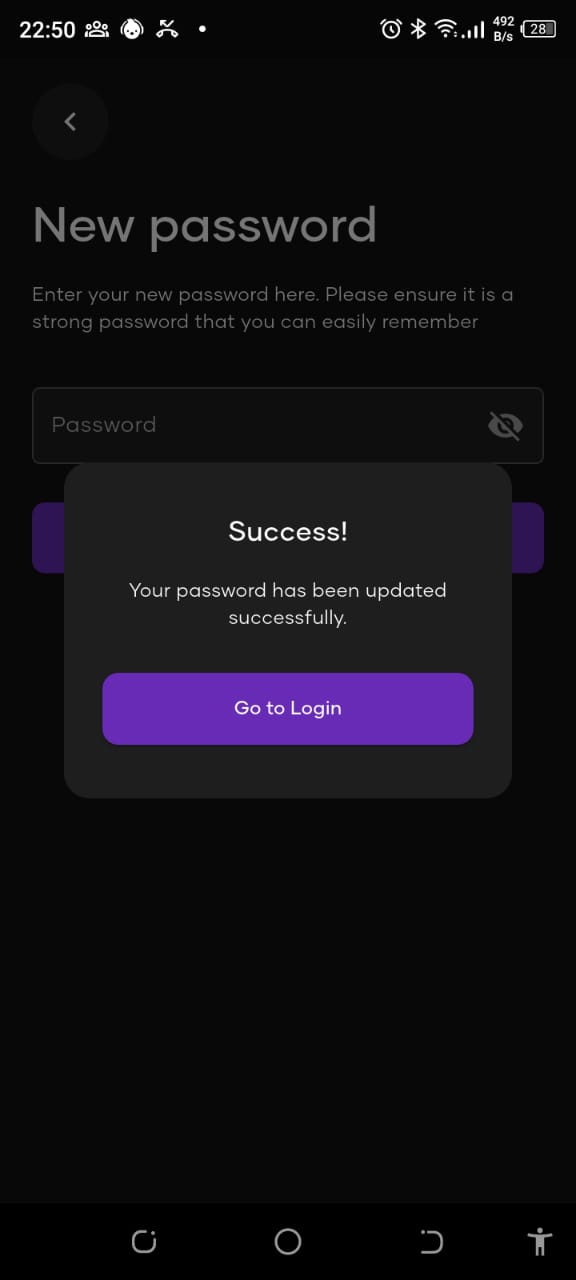 22:50
492
B/s
28
New password
Enter your new password here. Please ensure it is a
strong password that you can easily remember
Password
Success!
Your password has been updated
successfully.
Go to Login